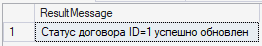 ResultMessage
1 Статус договора ID=1 успешно обновлен